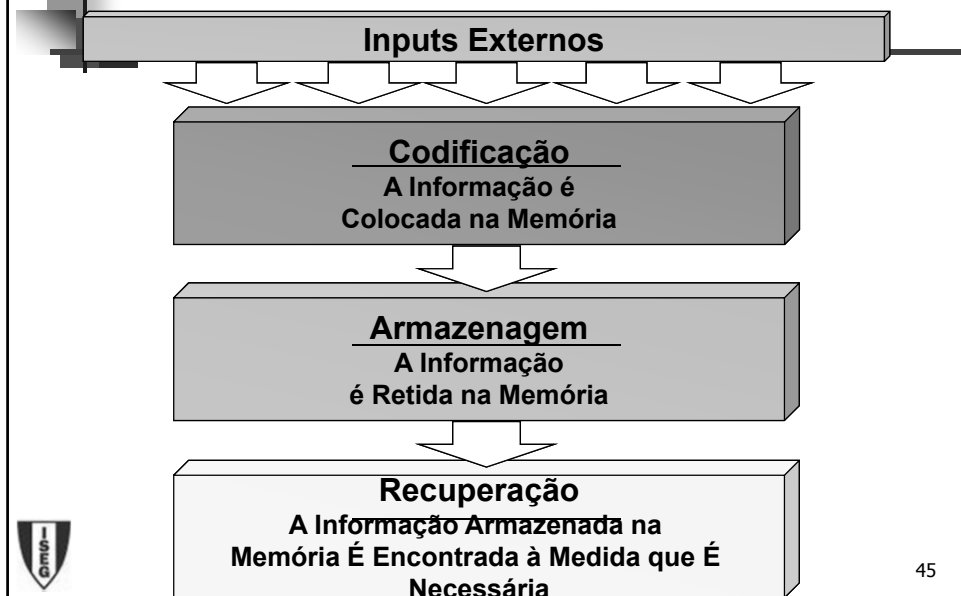 Inputs Externos
Codificação
A Informação é
Colocada na Memória
Armazenagem
A Informação
é Retida na Memória
Recuperação
A Informação Armazenada na
Memória É Encontrada à Medida que É
Necessária
ISEG
45